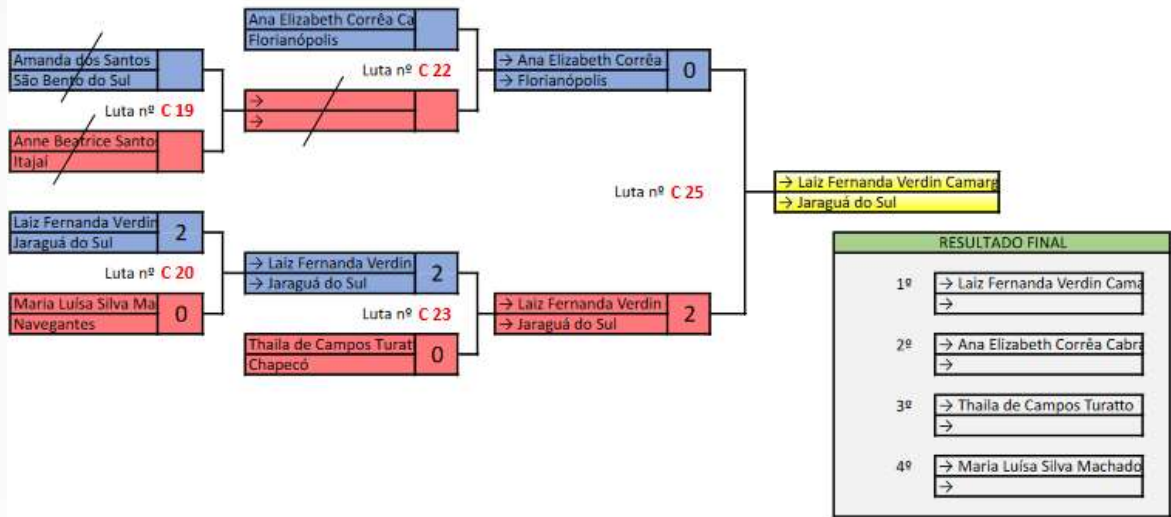 Ana Elizabeth Corrêa Ca
Florianópolis
Amanda dos Santos
São Bento do Sul
Luta nº C 19
Anne Beatrice Santo
Itajaí
Luta nº C 22
→
→
→ Ana Elizabeth Corrêa 0
→ Florianópolis
Luta nº C 25
→ Laiz Fernanda Verdin Camarg
→ Jaraguá do Sul
Laiz Fernanda Verdin 2
Jaraguá do Sul
Luta nº C 20
Maria Luísa Silva Ma 0
Navegantes
→ Laiz Fernanda Verdin 2
→ Jaraguá do Sul
Luta nº C 23
Thaila de Campos Turatt 0
Chapecó
→ Laiz Fernanda Verdin 2
→ Jaraguá do Sul
RESULTADO FINAL
1º → Laiz Fernanda Verdin Cama
→
2º → Ana Elizabeth Corrêa Cabra
→
3º → Thaila de Campos Turatto
→
4º → Maria Luísa Silva Machado
→